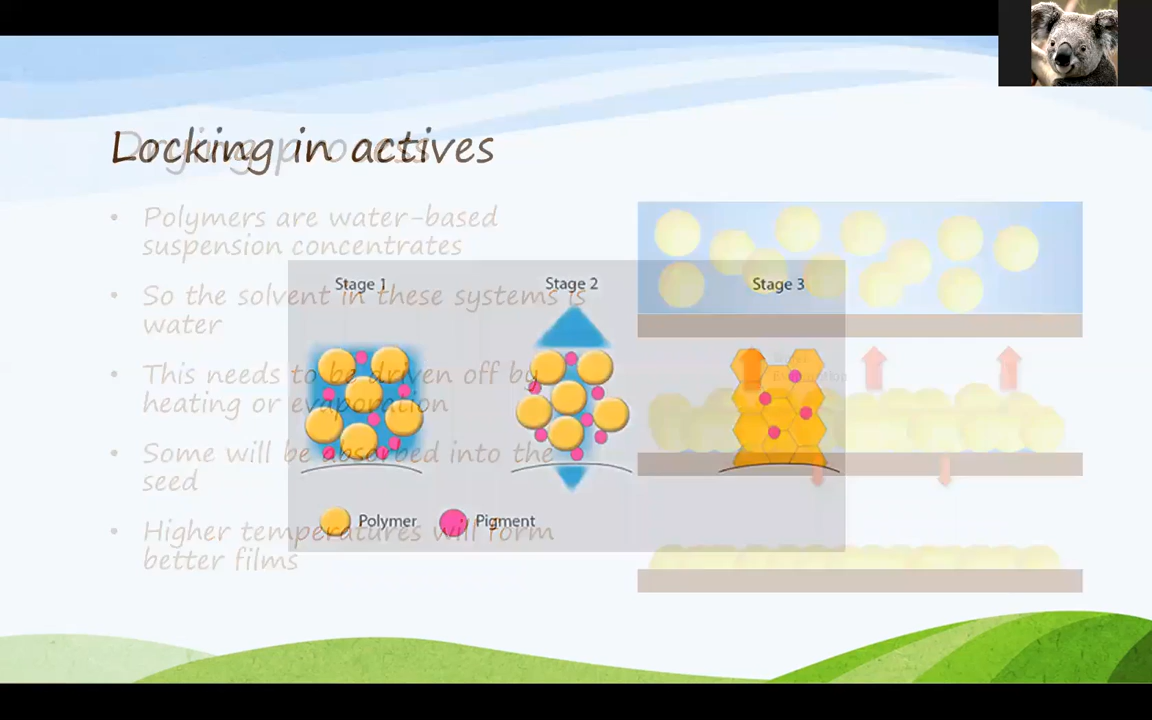 Locking in actives
Drying process
• Polymers are water-based
suspension concentrates
• So the solvent in these systems is
water
• This needs to be driven off by
heating or evaporation
• Some will be absorbed into the
seed
• Higher temperatures will form
better films
Stage 1
Stage 2
Stage 3
Polymer
Pigment